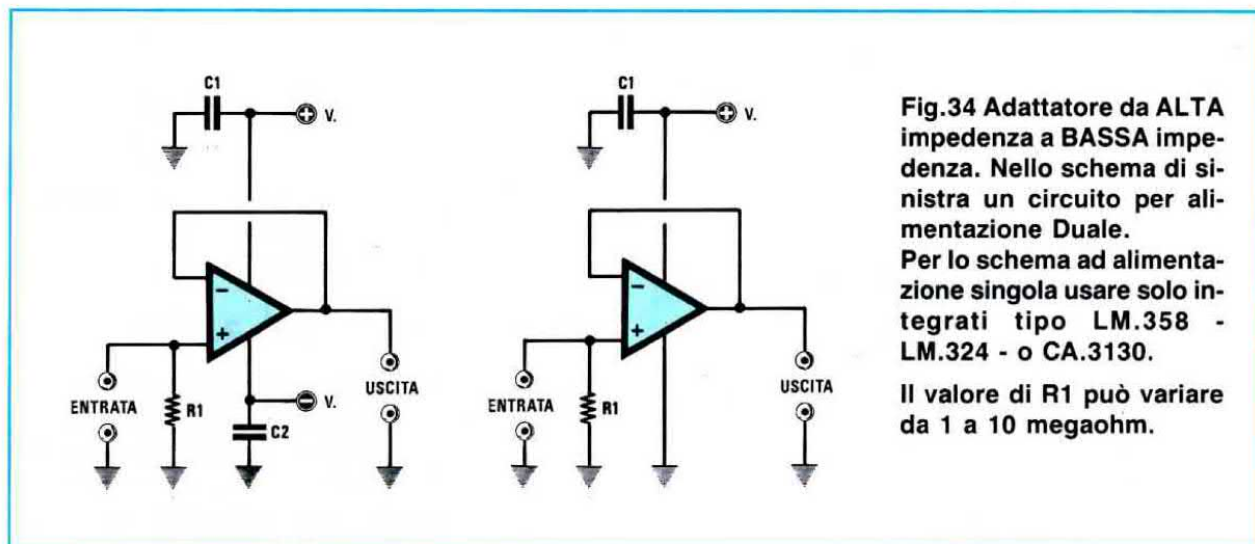 C1
+ V.
-
+
ENTRATA
R1
- V.
C2
USCITA
C1
+ V.
-
+
ENTRATA
R1
USCITA
Fig.34 Adattatore da ALTA
impedenza a BASSA impe-
denza. Nello schema di si-
nistra un circuito per ali-
mentazione Duale.
Per lo schema ad alimenta-
zione singola usare solo in-
tegrati tipo LM.358 -
LM.324 - o CA.3130.
Il valore di R1 può variare
da 1 a 10 megaohm.